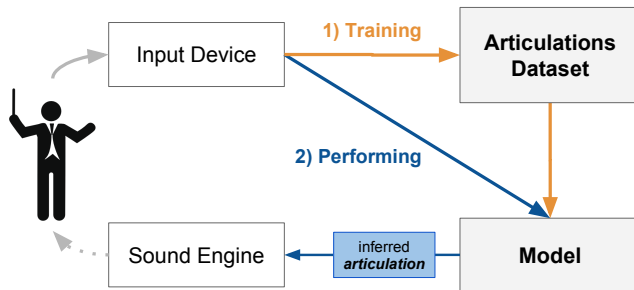 1) Training
Input Device
Articulations
Dataset
2) Performing
inferred
articulation
Sound Engine
Model